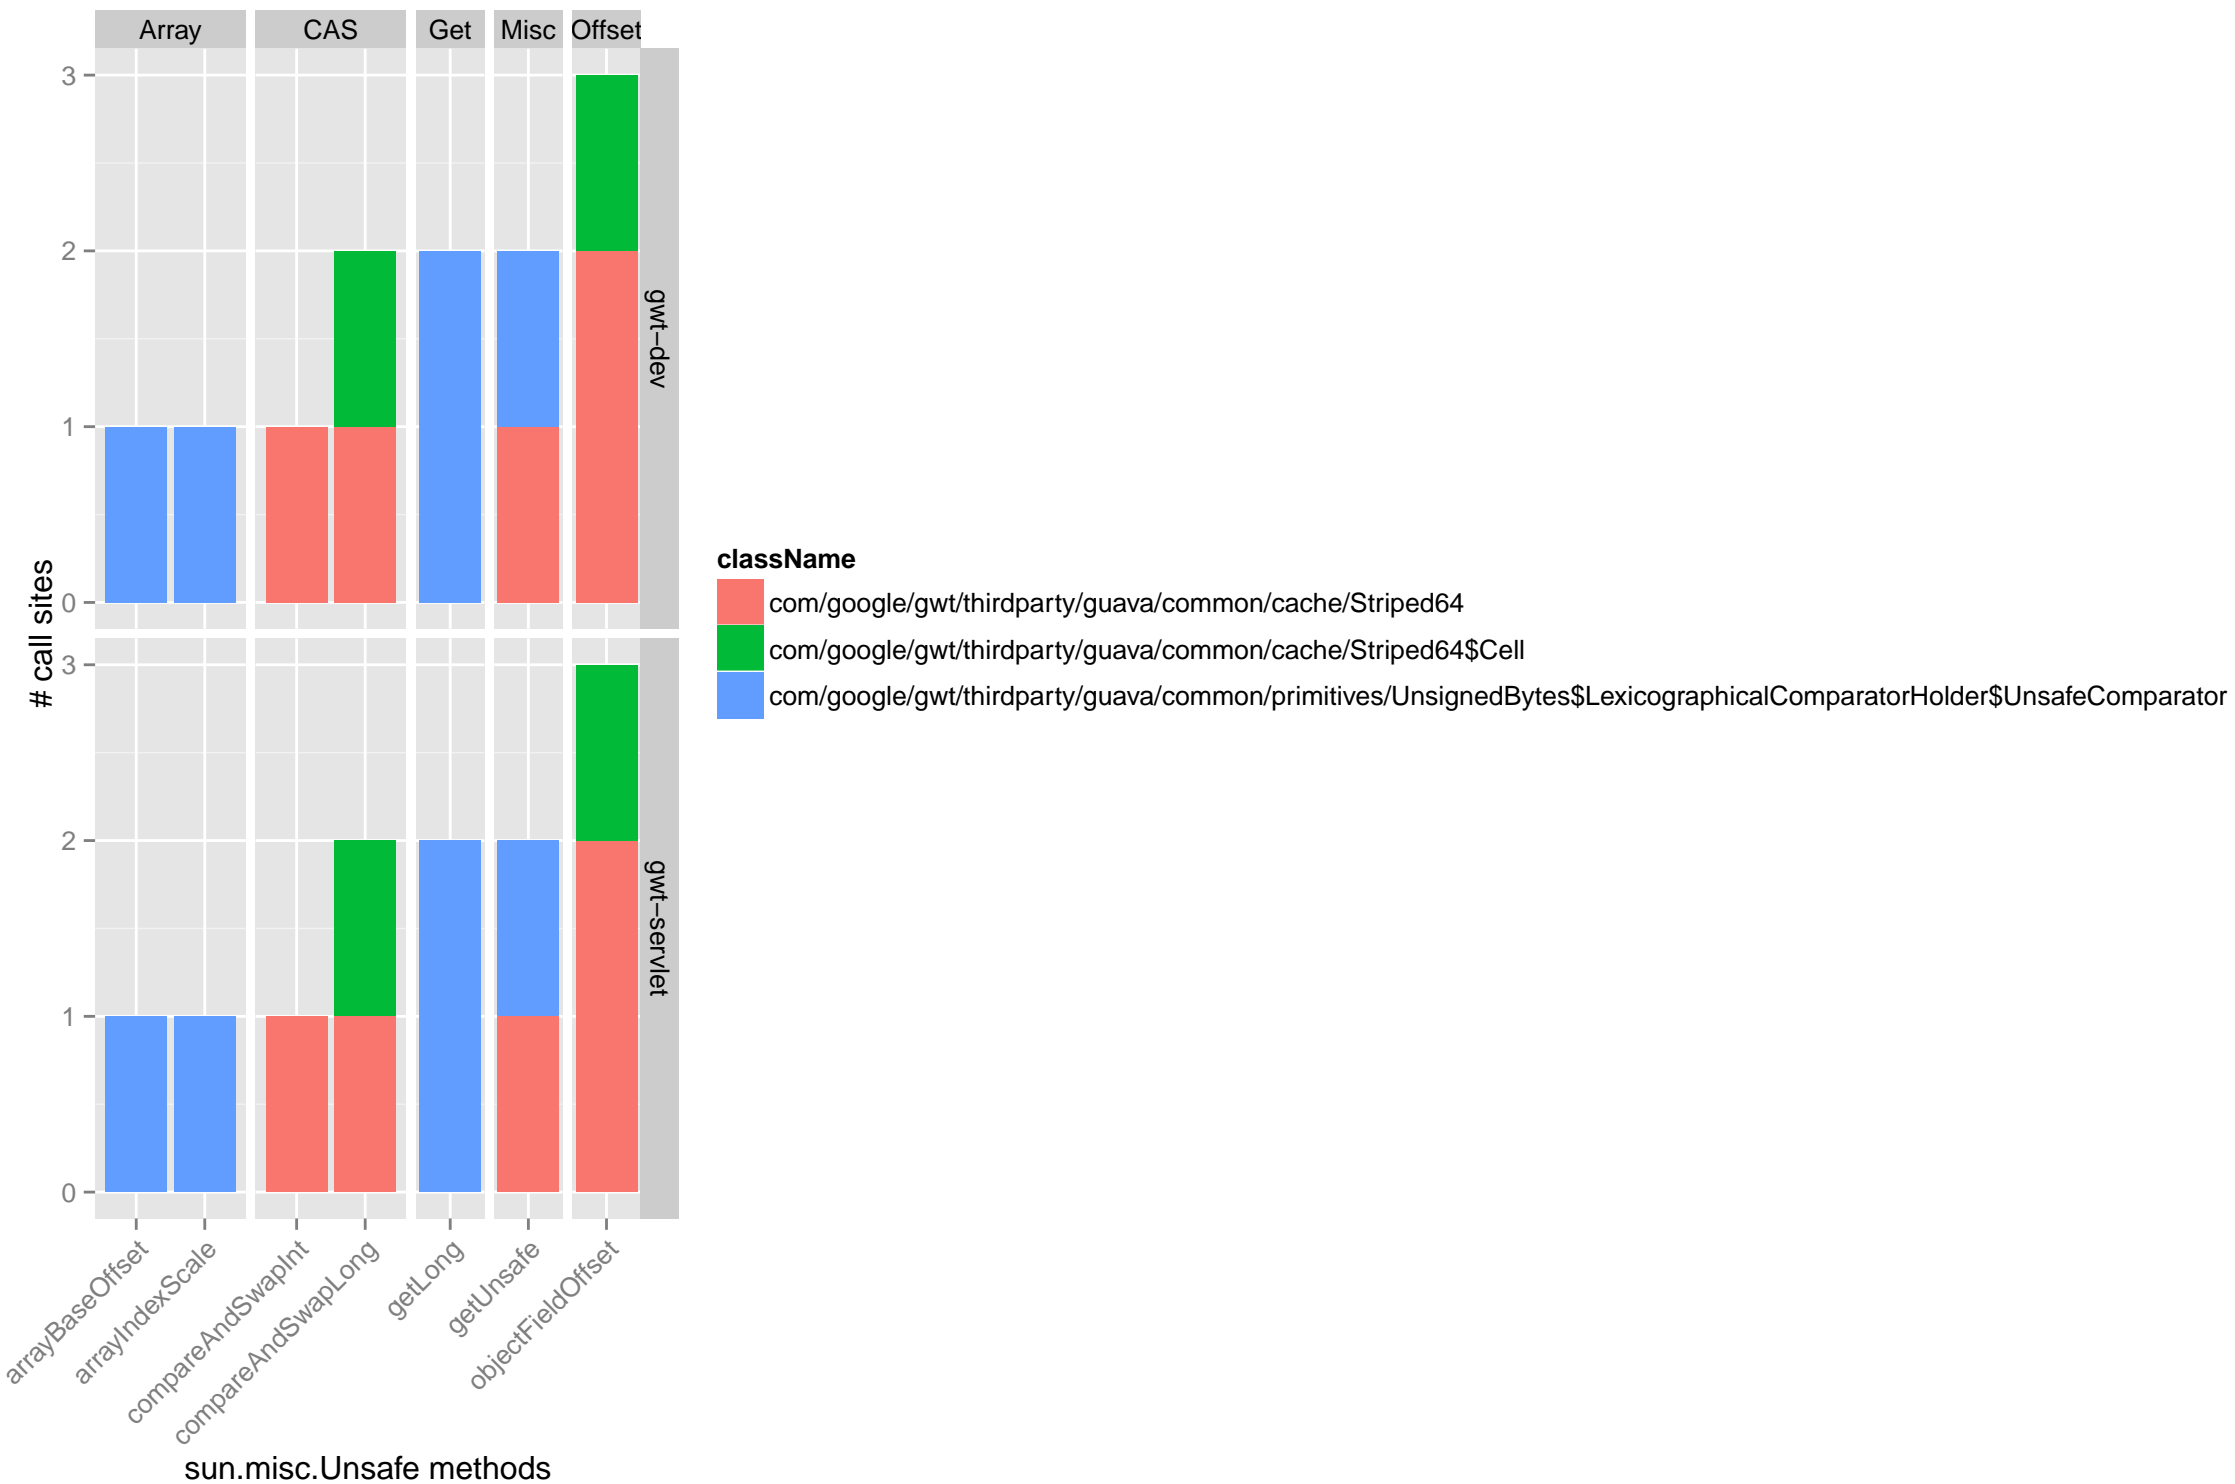 Array CAS Get Misc Offset
3
2
1
0
gwt−dev
3
2
1
0
gwt−servlet
# call sites
arrayBaseOffset
arrayIndexScale
compareAndSwapInt
compareAndSwapLong
getLong
getUnsafe
objectFieldOffset
sun.misc.Unsafe methods
className
com/google/gwt/thirdparty/guava/common/cache/Striped64
com/google/gwt/thirdparty/guava/common/cache/Striped64$Cell
com/google/gwt/thirdparty/guava/common/primitives/UnsignedBytes$LexicographicalComparatorHolder$UnsafeComparator